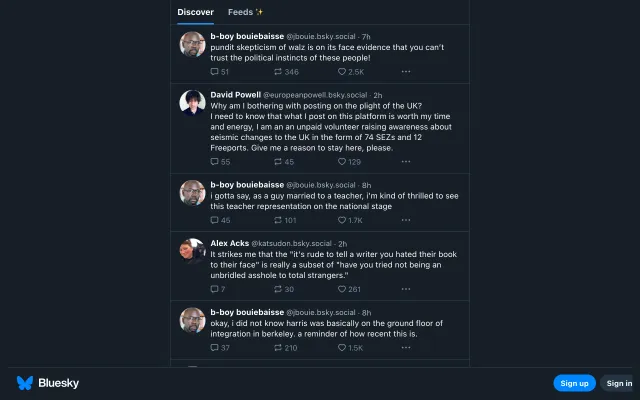 Discover Feeds ✨
b-boy bouiebaisse @jbouie.bsky.social · 7h
pundit skepticism of walz is on its face evidence that you can't
trust the political instincts of these people!
51 346 2.5K ...
David Powell @europeanpowell.bsky.social · 2h
Why am I bothering with posting on the plight of the UK?
I need to know that what I post on this platform is worth my time
and energy, I am an an unpaid volunteer raising awareness about
seismic changes to the UK in the form of 74 SEZs and 12
Freeports. Give me a reason to stay here, please.
55 45 129 ...
b-boy bouiebaisse @jbouie.bsky.social · 8h
i gotta say, as a guy married to a teacher, i'm kind of thrilled to see
this teacher representation on the national stage
45 101 1.7K ...
Alex Acks @katsudon.bsky.social · 2h
It strikes me that the "it's rude to tell a writer you hated their book
to their face" is really a subset of "have you tried not being an
unbridled asshole to total strangers."
7 30 261 ...
b-boy bouiebaisse @jbouie.bsky.social · 8h
okay, i did not know harris was basically on the ground floor of
integration in berkeley. a reminder of how recent this is.
37 210 1.5K ...
Bluesky Sign up Sign in